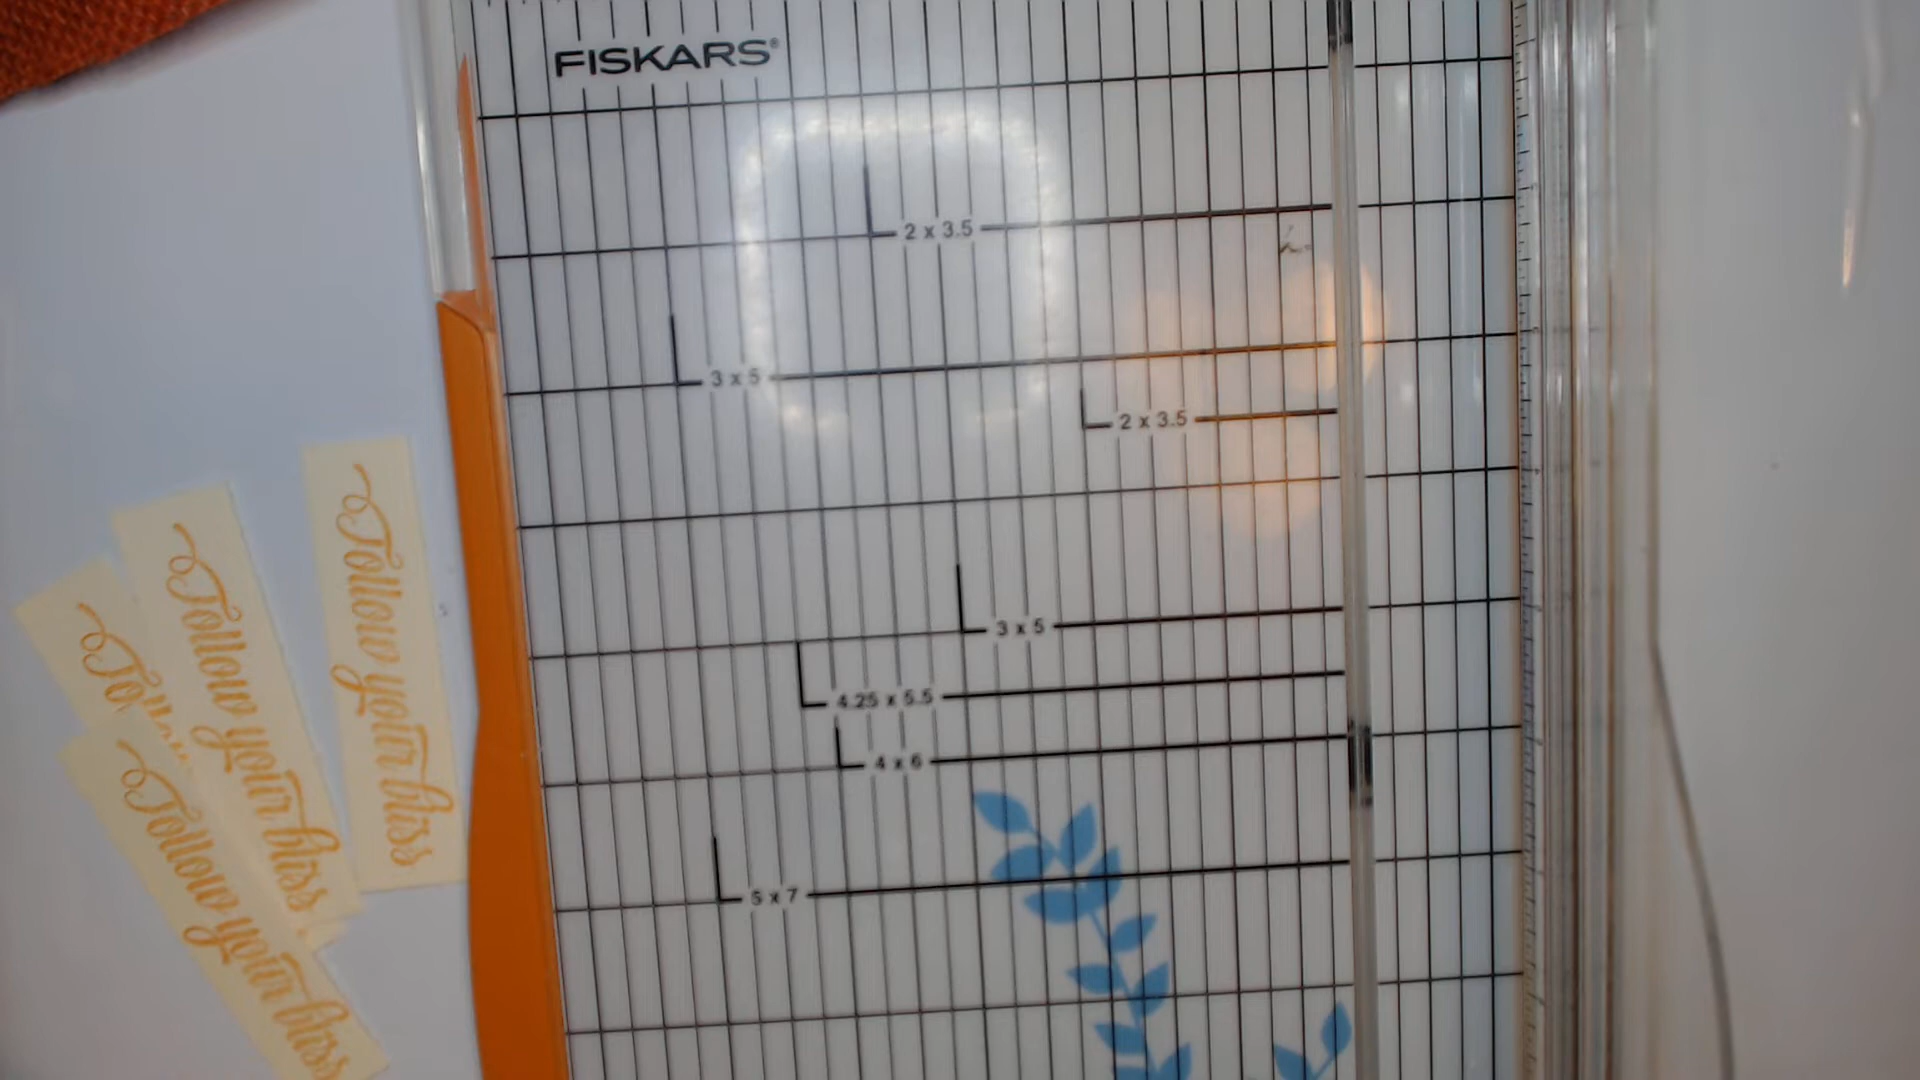 FISKARS®
2 x 3.5
3 x 5
2 x 3.5
3 x 5
4.25 x 5.5
4 x 6
5 x 7
Follow your bliss
Follow your bliss
Follow your bliss